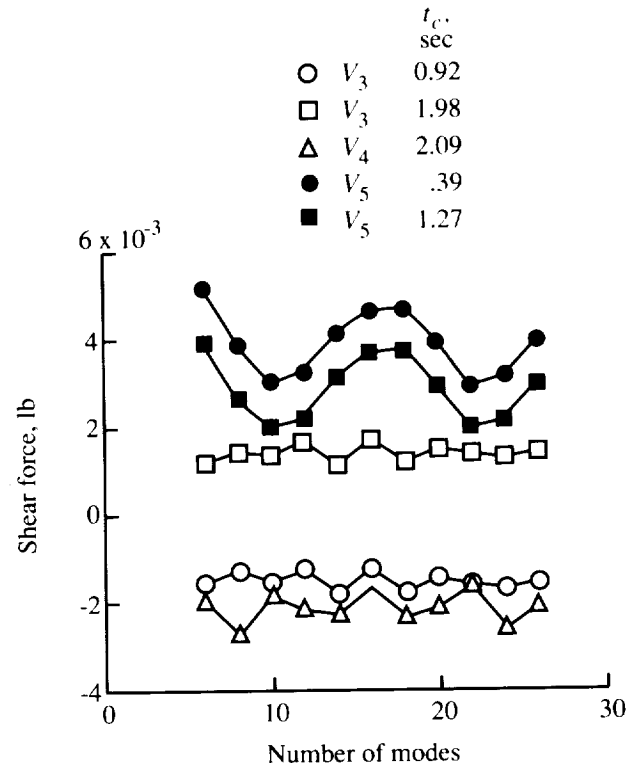 t_c,
sec
V_3 0.92
V_3 1.98
V_4 2.09
V_5 .39
V_5 1.27
6 x 10^-3
4
2
0
-2
-4
Shear force, lb
0 10 20 30
Number of modes